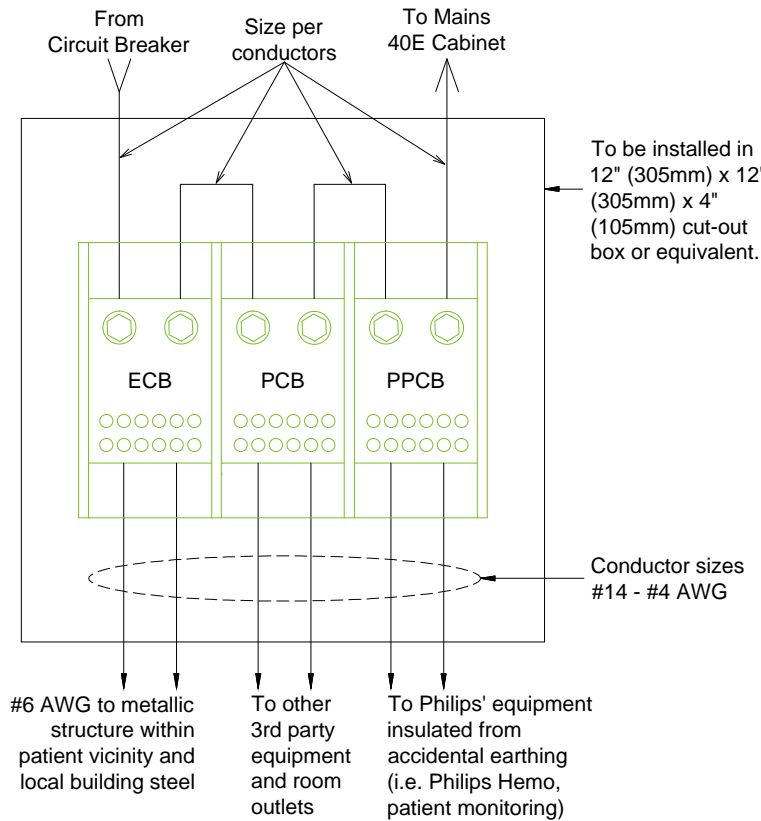 From
Circuit Breaker
Size per
conductors
To Mains
40E Cabinet
To be installed in
12" (305mm) x 12"
(305mm) x 4"
(105mm) cut-out
box or equivalent.
ECB
PCB
PPCB
Conductor sizes
#14 - #4 AWG
#6 AWG to metallic
structure within
patient vicinity and
local building steel
To other
3rd party
equipment
and room
outlets
To Philips' equipment
insulated from
accidental earthing
(i.e. Philips Hemo,
patient monitoring)